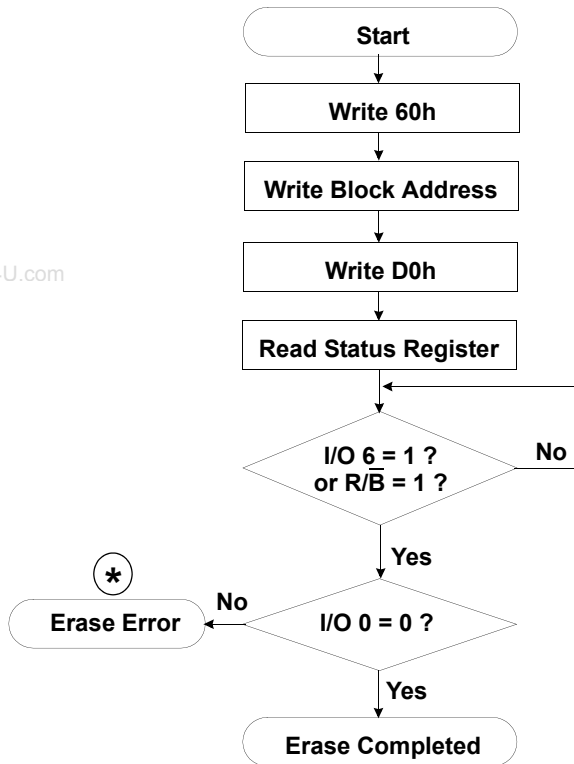 Start
Write 60h
Write Block Address
U.com
Write D0h
Read Status Register
I/O 6 = 1 ?
or R/B̅ = 1 ?
No
Yes
*
No
Erase Error
I/O 0 = 0 ?
Yes
Erase Completed